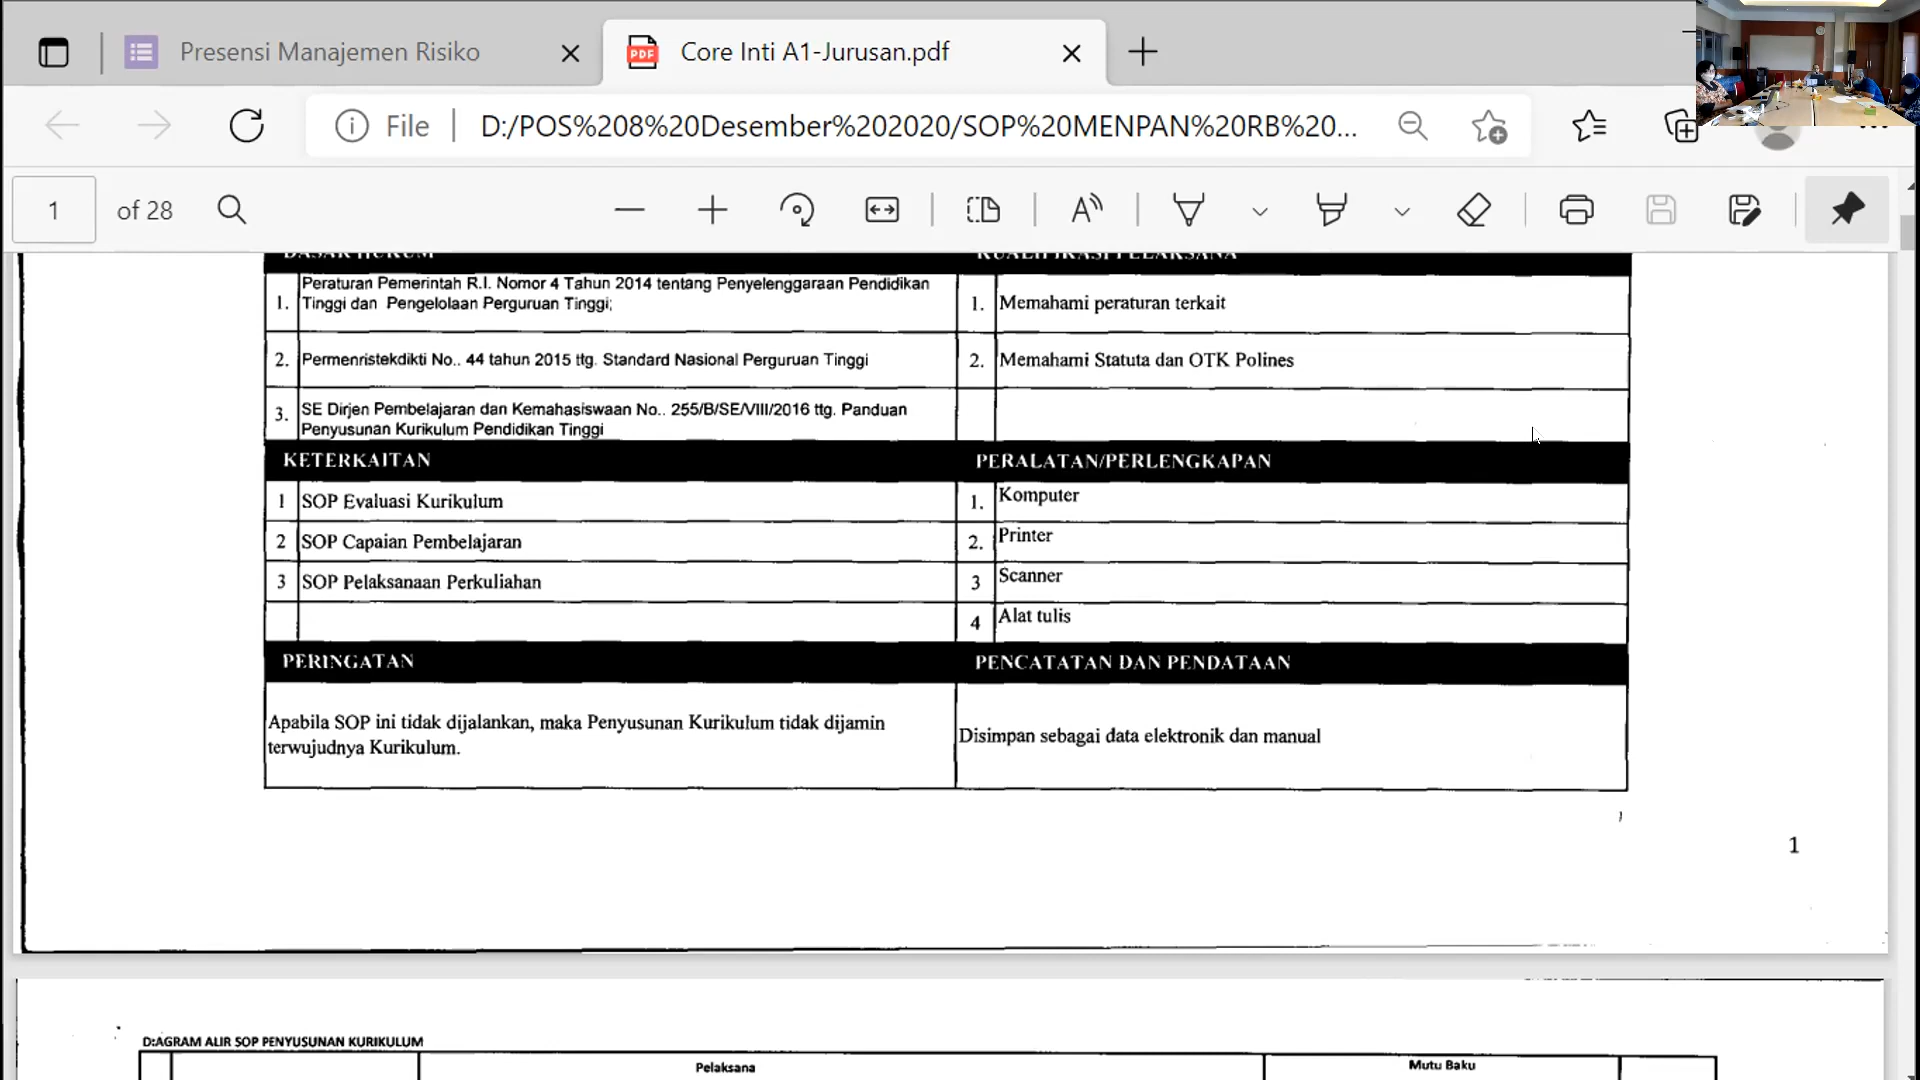 Presensi Manajemen Risiko
PDF
Core Inti A1-Jurusan.pdf
File
D:/POS%208%20Desember%202020/SOP%20MENPAN%20RB%20...
1
of 28
DASAR HUKUM
KUALIFIKASI PELAKSANA
1.
Peraturan Pemerintah R.I. Nomor 4 Tahun 2014 tentang Penyelenggaraan Pendidikan
Tinggi dan Pengelolaan Perguruan Tinggi;
1. Memahami peraturan terkait
2. Permenristekdikti No.. 44 tahun 2015 ttg. Standard Nasional Perguruan Tinggi
2. Memahami Statuta dan OTK Polines
3.
SE Dirjen Pembelajaran dan Kemahasiswaan No.. 255/B/SE/VIII/2016 ttg. Panduan
Penyusunan Kurikulum Pendidikan Tinggi
KETERKAITAN
PERALATAN/PERLENGKAPAN
1 SOP Evaluasi Kurikulum
1. Komputer
2 SOP Capaian Pembelajaran
2. Printer
3 SOP Pelaksanaan Perkuliahan
3 Scanner
4 Alat tulis
PERINGATAN
PENCATATAN DAN PENDATAAN
Apabila SOP ini tidak dijalankan, maka Penyusunan Kurikulum tidak dijamin
terwujudnya Kurikulum.
Disimpan sebagai data elektronik dan manual
1
D:AGRAM ALIR SOP PENYUSUNAN KURIKULUM
Pelaksana
Mutu Baku